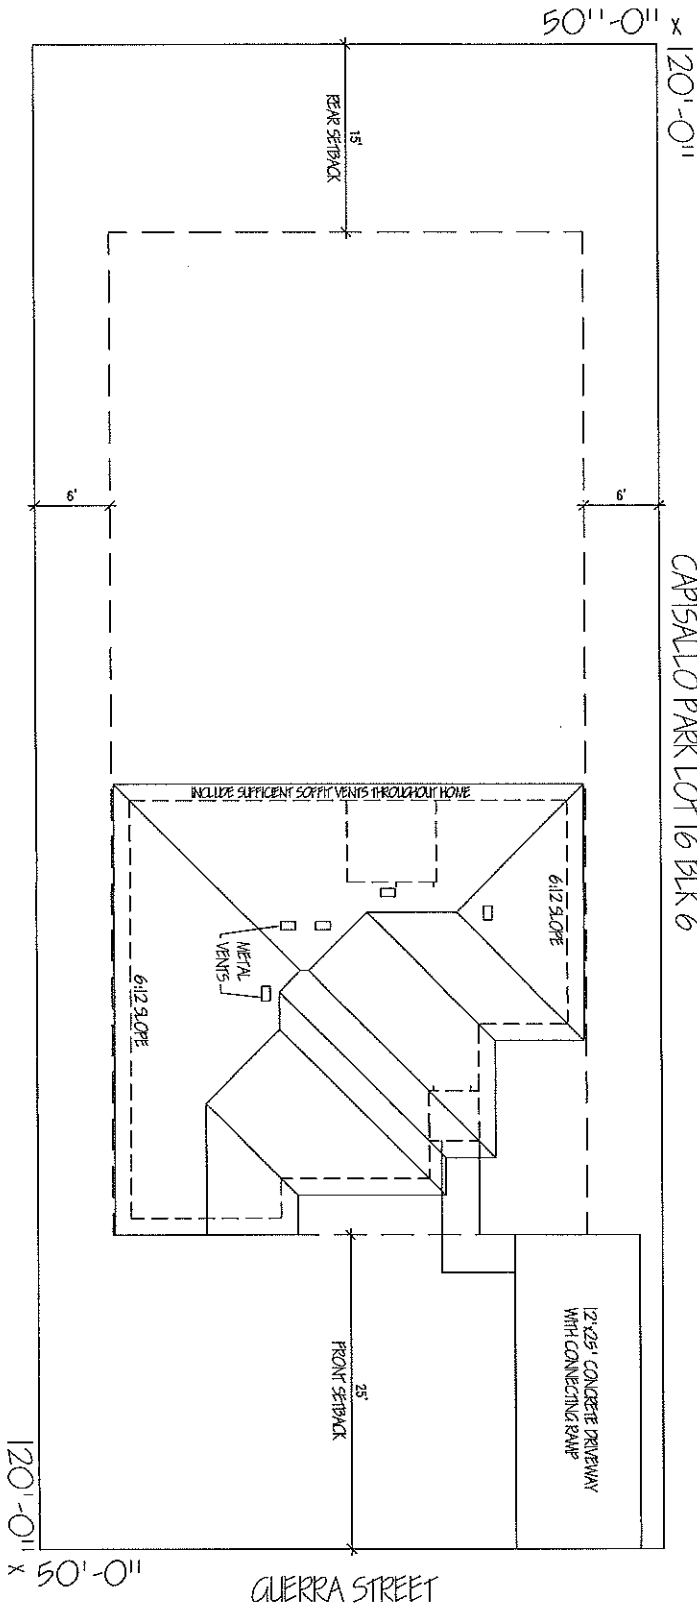 50''-0'' x
120'-0''
15'
REAR SETBACK
6'
6'
CAPISALLO PARK LOT 16 BLK 6
INCLUDE SUFFICIENT SOFFIT VENTS THROUGHOUT HOME
6:12 SLOPE
METAL
VENTS
6:12 SLOPE
12'x25' CONCRETE DRIVEWAY
WITH CONNECTING RAMP
25'
FRONT SETBACK
120'-0''
x 50'-0''
GUERRA STREET